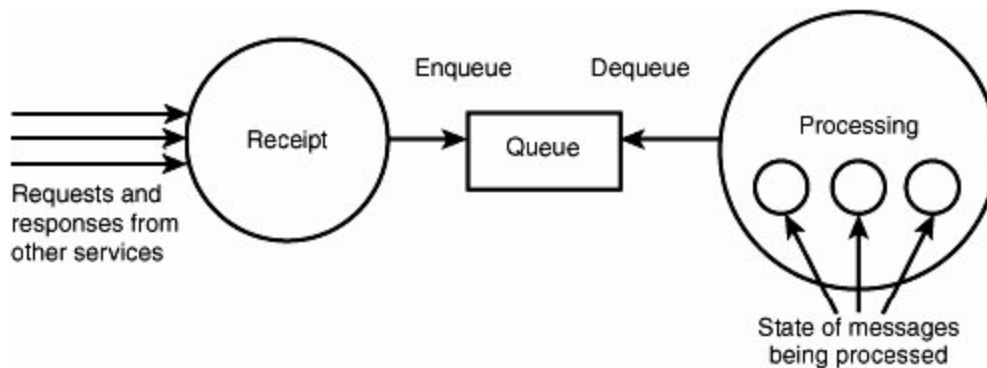 Enqueue
Dequeue
Receipt
Queue
Processing
Requests and
responses from
other services
State of messages
being processed